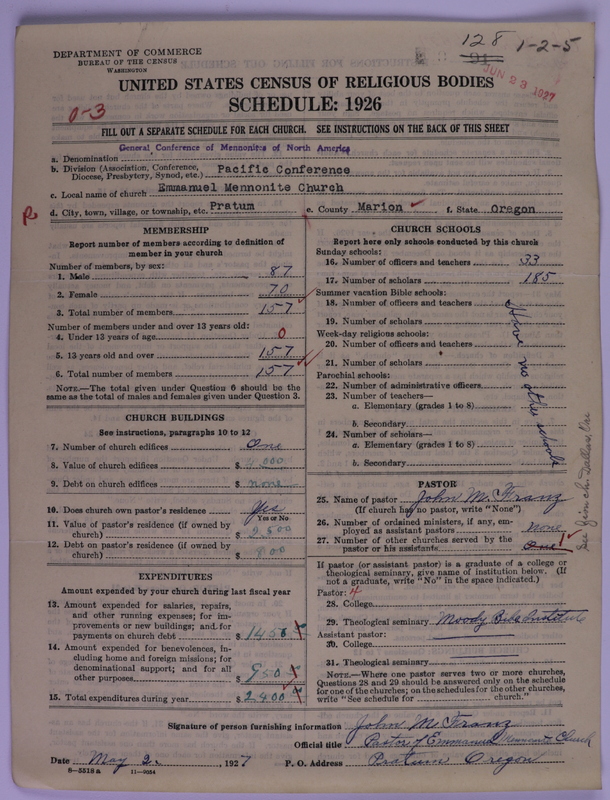 DEPARTMENT OF COMMERCE
BUREAU OF THE CENSUS
WASHINGTON
128 1-2-5
JUN 23 1927
UNITED STATES CENSUS OF RELIGIOUS BODIES
SCHEDULE: 1926
0-3
FILL OUT A SEPARATE SCHEDULE FOR EACH CHURCH. SEE INSTRUCTIONS ON THE BACK OF THIS SHEET
General Conference of Mennonites of North America
a. Denomination
b. Division (Association, Conference, Diocese, Presbytery, Synod, etc.) Pacific Conference
c. Local name of church Emmanuel Mennonite Church
d. City, town, village, or township, etc. Pratum e. County Marion f. State Oregon
MEMBERSHIP
Report number of members according to definition of
member in your church
Number of members, by sex:
1. Male 87
2. Female 70
3. Total number of members 157
Number of members under and over 13 years old:
4. Under 13 years of age 0
5. 13 years old and over 157
6. Total number of members 157
NOTE.—The total given under Question 6 should be
same as the total of males and females given under Question 3.
CHURCH BUILDINGS
See instructions, paragraphs 10 to 12
7. Number of church edifices One
8. Value of church edifices $ 4000
9. Debt on church edifices $ none
10. Does church own pastor's residence Yes
Yes or No
11. Value of pastor's residence (if owned by
church) $ 2500
12. Debt on pastor's residence (if owned by
church) $ 800
EXPENDITURES
Amount expended by your church during last fiscal year
13. Amount expended for salaries, repairs,
and other running expenses; for im-
provements or new buildings; and for
payments on church debt $
14. Amount expended for benevolences, in-
cluding home and foreign missions; for
denominational support; and for all
other purposes $
15. Total expenditures during year $ 2400
CHURCH SCHOOLS
Report here only schools conducted by this church
Sunday schools:
16. Number of officers and teachers 33
17. Number of scholars 185
Summer vacation Bible schools:
18. Number of officers and teachers
19. Number of scholars
Week-day religious schools:
20. Number of officers and teachers
21. Number of scholars
Parochial schools:
22. Number of administrative officers
23. Number of teachers—
a. Elementary (grades 1 to 8)
b. Secondary
24. Number of scholars—
a. Elementary (grades 1 to 8)
b. Secondary
Have no other schools
PASTOR
25. Name of pastor John M. Franz
(If church has no pastor, write "None")
26. Number of ordained ministers, if any, em-
ployed as assistant pastors none
27. Number of other churches served by the
pastor or his assistants One 1
If pastor (or assistant pastor) is a graduate of a college or
theological seminary, give name of institution below. (If
not a graduate, write "No" in the space indicated.)
Pastor:
28. College
29. Theological seminary Moody Bible Institute
Assistant pastor:
30. College
31. Theological seminary
NOTE.—Where one pastor serves two or more churches,
Questions 28 and 29 should be answered only on the schedule
for one of the churches; on the schedules for the other churches,
write "See schedule for church."
Signature of person furnishing information John M. Franz
Official title Pastor of Emmanuel Mennonite Church
Date May 2, 1927 P. O. Address Pratum Oregon
8—5518 a 11—9054